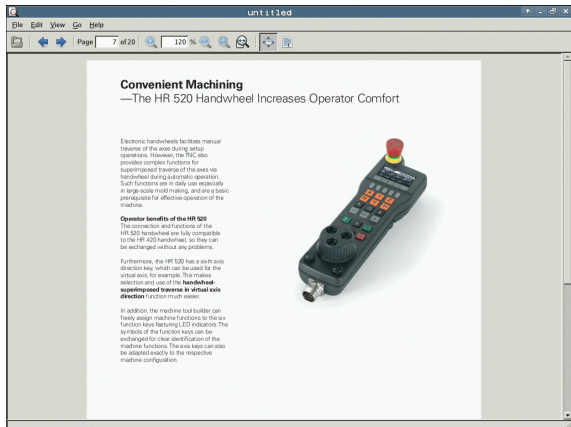 untitled
File Edit View Go Help
Page 7 of 20 120 %
Convenient Machining
—The HR 520 Handwheel Increases Operator Comfort
Electronic handwheels facilitate manual
traverse of the axes during setup
operations. However, the TNC also
provides complex functions for
superimposed traverse of the axes via
handwheel during automatic operation.
Such functions are in daily use especially
in large-scale mold making, and are a basic
prerequisite for effective operation of the
machine.
Operator benefits of the HR 520
The connection and functions of the
HR 520 handwheel are fully compatible
to the HR 420 handwheel, so they can
be exchanged without any problems.
Furthermore, the HR 520 has a sixth axis
direction key, which can be used for the
virtual axis, for example. This makes
selection and use of the handwheel-
superimposed traverse in virtual axis
direction function much easier.
In addition, the machine tool builder can
freely assign machine functions to the six
function keys featuring LED indicators. The
symbols of the function keys can be
exchanged for clear identification of the
machine functions. The axis keys can also
be adapted exactly to the respective
machine configuration.